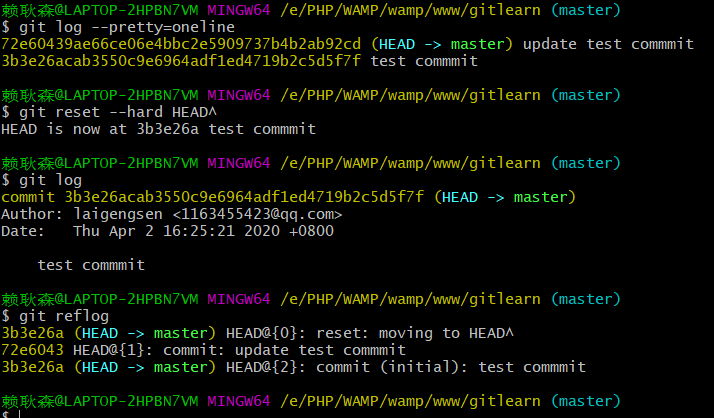 赖耿森@LAPTOP-2HPBN7VM MINGW64 /e/PHP/WAMP/wamp/www/gitlearn (master)
$ git log --pretty=oneline
72e60439ae66ce06e4bbc2e5909737b4b2ab92cd (HEAD -> master) update test commmit
3b3e26acab3550c9e6964adf1ed4719b2c5d5f7f test commmit
赖耿森@LAPTOP-2HPBN7VM MINGW64 /e/PHP/WAMP/wamp/www/gitlearn (master)
$ git reset --hard HEAD^
HEAD is now at 3b3e26a test commmit
赖耿森@LAPTOP-2HPBN7VM MINGW64 /e/PHP/WAMP/wamp/www/gitlearn (master)
$ git log
commit 3b3e26acab3550c9e6964adf1ed4719b2c5d5f7f (HEAD -> master)
Author: laigengsen <1163455423@qq.com>
Date:   Thu Apr 2 16:25:21 2020 +0800
test commmit
赖耿森@LAPTOP-2HPBN7VM MINGW64 /e/PHP/WAMP/wamp/www/gitlearn (master)
$ git reflog
3b3e26a (HEAD -> master) HEAD@{0}: reset: moving to HEAD^
72e6043 HEAD@{1}: commit: update test commmit
3b3e26a (HEAD -> master) HEAD@{2}: commit (initial): test commmit
赖耿森@LAPTOP-2HPBN7VM MINGW64 /e/PHP/WAMP/wamp/www/gitlearn (master)
$